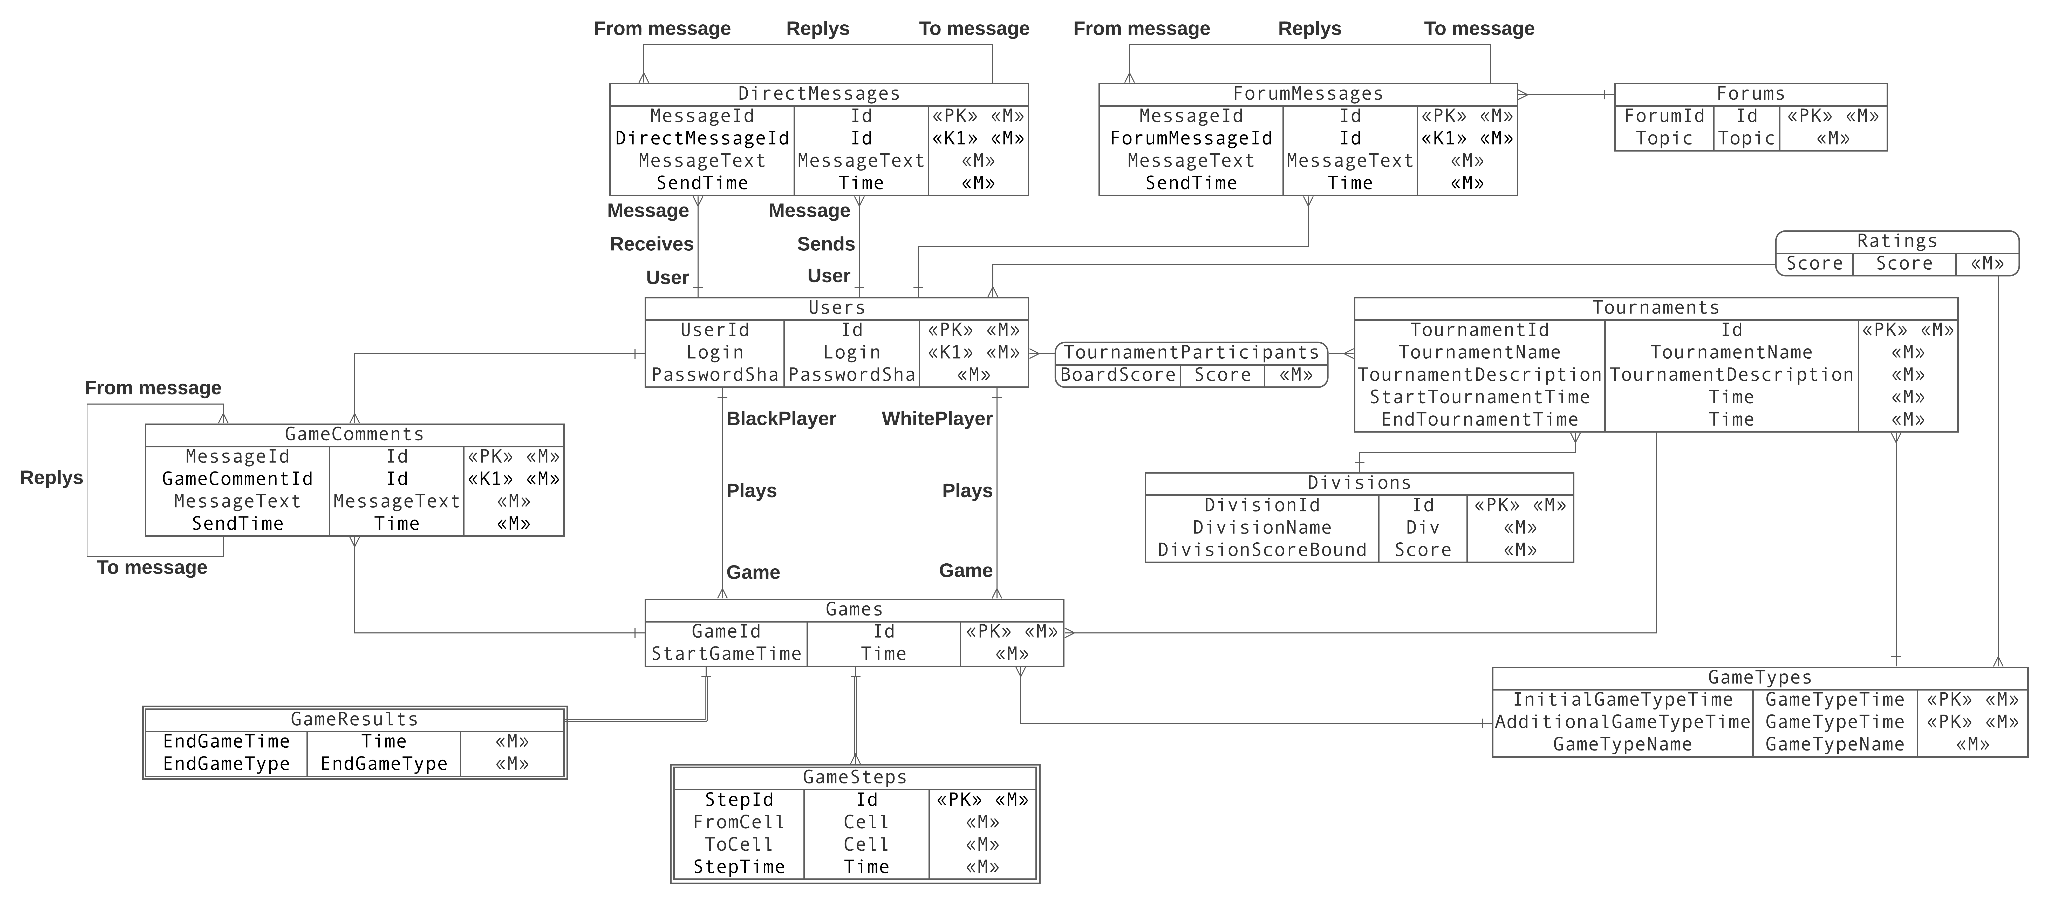 From message Replys To message
From message Replys To message
DirectMessages
MessageId Id «PK» «M»
DirectMessageId Id «K1» «M»
MessageText MessageText «M»
SendTime Time «M»
ForumMessages
MessageId Id «PK» «M»
ForumMessageId Id «K1» «M»
MessageText MessageText «M»
SendTime Time «M»
Forums
ForumId Id «PK» «M»
Topic Topic «M»
Message Message
Receives Sends
User User
Ratings
Score Score «M»
Users
UserId Id «PK» «M»
Login Login «K1» «M»
PasswordSha PasswordSha «M»
TournamentParticipants
BoardScore Score «M»
Tournaments
TournamentId Id «PK» «M»
TournamentName TournamentName «M»
TournamentDescription TournamentDescription «M»
StartTournamentTime Time «M»
EndTournamentTime Time «M»
From message
Replys
To message
GameComments
MessageId Id «PK» «M»
GameCommentId Id «K1» «M»
MessageText MessageText «M»
SendTime Time «M»
BlackPlayer WhitePlayer
Plays Plays
Game Game
Divisions
DivisionId Id «PK» «M»
DivisionName Div «M»
DivisionScoreBound Score «M»
Games
GameId Id «PK» «M»
StartGameTime Time «M»
GameTypes
InitialGameTypeTime GameTypeTime «PK» «M»
AdditionalGameTypeTime GameTypeTime «PK» «M»
GameTypeName GameTypeName «M»
GameResults
EndGameTime Time «M»
EndGameType EndGameType «M»
GameSteps
StepId Id «PK» «M»
FromCell Cell «M»
ToCell Cell «M»
StepTime Time «M»